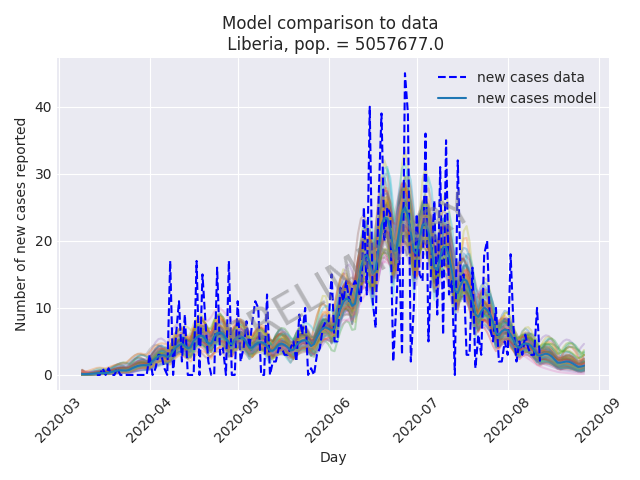 Model comparison to data
Liberia, pop. = 5057677.0
new cases data
new cases model
Number of new cases reported
40
30
20
10
0
2020-03
2020-04
2020-05
2020-06
2020-07
2020-08
2020-09
Day